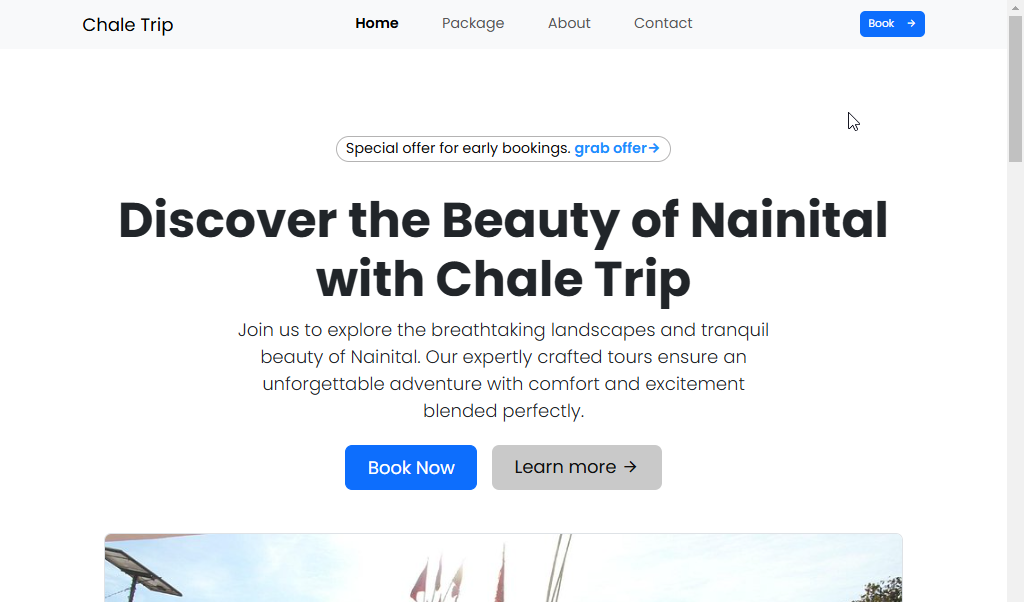 Chale Trip
Home
Package
About
Contact
Book →
Special offer for early bookings. grab offer→
Discover the Beauty of Nainital
with Chale Trip
Join us to explore the breathtaking landscapes and tranquil
beauty of Nainital. Our expertly crafted tours ensure an
unforgettable adventure with comfort and excitement
blended perfectly.
Book Now
Learn more →